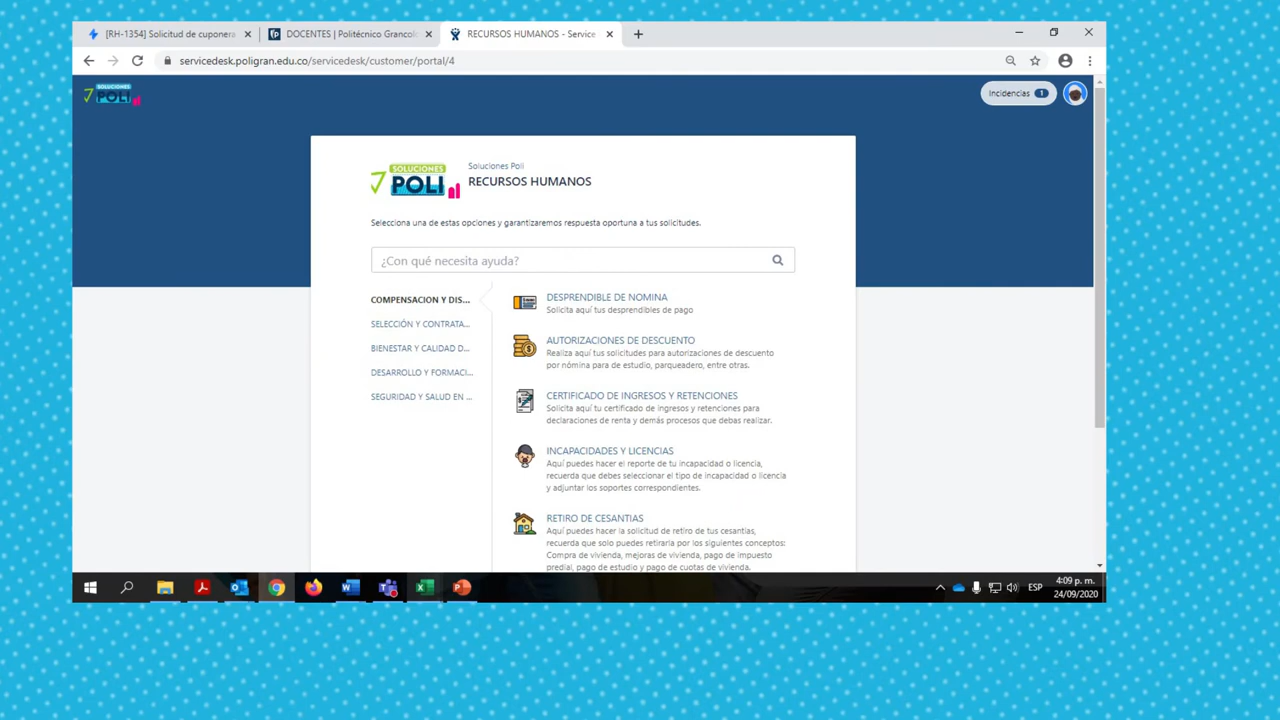 [RH-1354] Solicitud de cuponera
DOCENTES | Politécnico Grancol
RECURSOS HUMANOS - Service
servicedesk.poligran.edu.co/servicedesk/customer/portal/4
SOLUCIONES
POLI
Incidencias 1
SOLUCIONES
POLI
Soluciones Poli
RECURSOS HUMANOS
Selecciona una de estas opciones y garantizaremos respuesta oportuna a tus solicitudes.
¿Con qué necesita ayuda?
COMPENSACION Y DIS...
SELECCIÓN Y CONTRATA...
BIENESTAR Y CALIDAD D...
DESARROLLO Y FORMACI...
SEGURIDAD Y SALUD EN ...
DESPRENDIBLE DE NOMINA
Solicita aquí tus desprendibles de pago
AUTORIZACIONES DE DESCUENTO
Realiza aquí tus solicitudes para autorizaciones de descuento
por nómina para de estudio, parqueadero, entre otras.
CERTIFICADO DE INGRESOS Y RETENCIONES
Solicita aquí tu certificado de ingresos y retenciones para
declaraciones de renta y demás procesos que debas realizar.
INCAPACIDADES Y LICENCIAS
Aquí puedes hacer el reporte de tu incapacidad o licencia,
recuerda que debes seleccionar el tipo de incapacidad o licencia
y adjuntar los soportes correspondientes.
RETIRO DE CESANTIAS
Aquí puedes hacer la solicitud de retiro de tus cesantias,
recuerda que solo puedes retirarla por los siguientes conceptos:
Compra de vivienda, mejoras de vivienda, pago de impuesto
predial, pago de estudio y pago de cuotas de vivienda.
ESP
4:09 p. m.
24/09/2020